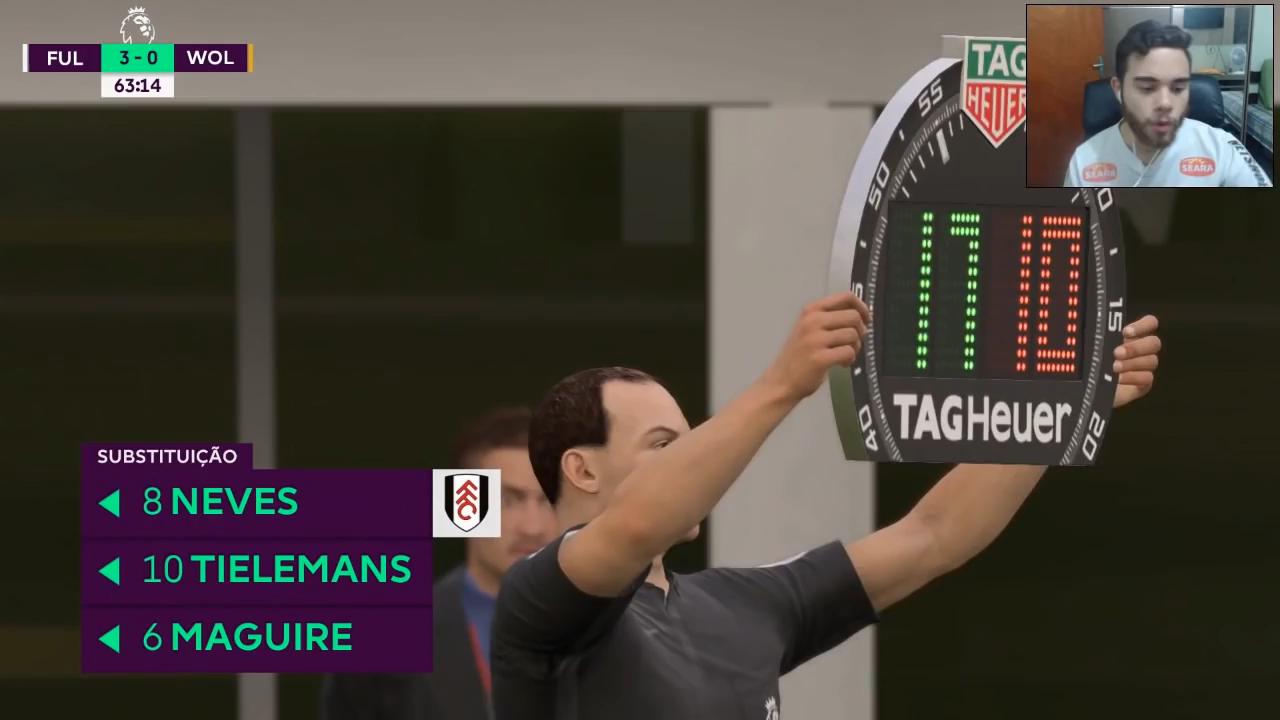 FUL 3 - 0 WOL
63:14
TAG
HEUER
55
50
40
15
20
17 10
TAGHeuer
SEARA
SEARA
SUBSTITUIÇÃO
8 NEVES
10 TIELEMANS
6 MAGUIRE